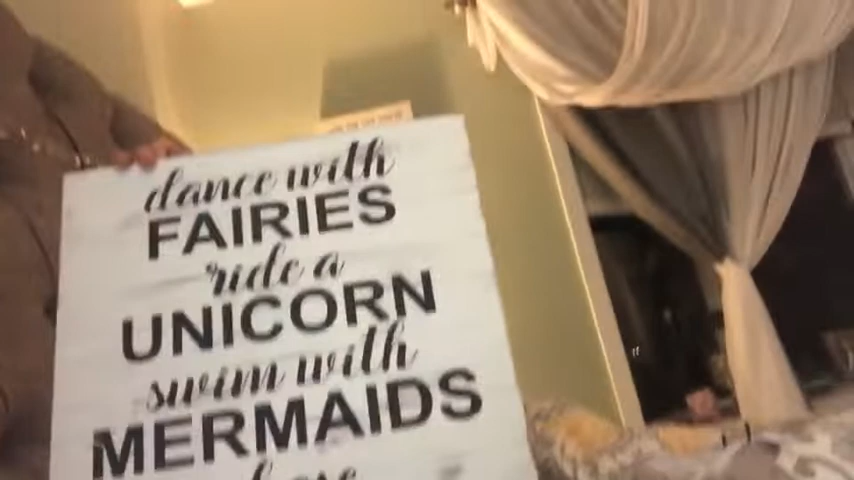 dance with
FAIRIES
ride a
UNICORN
swim with
MERMAIDS